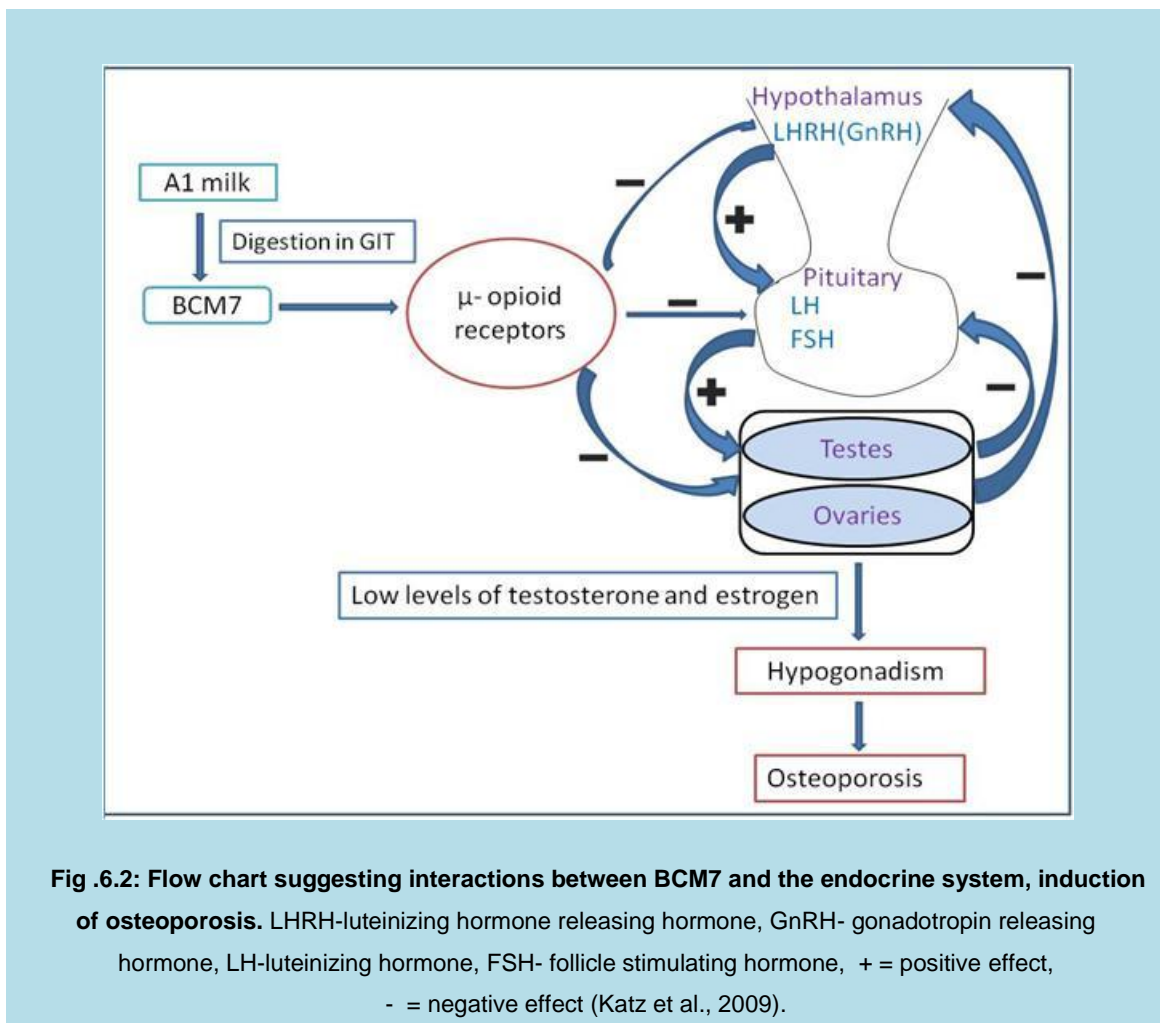 Hypothalamus
LHRH(GnRH)
A1 milk
Digestion in GIT
BCM7
µ- opioid
receptors
−
+
−
Pituitary
LH
FSH
−
+
−
−
Testes
Ovaries
Low levels of testosterone and estrogen
Hypogonadism
Osteoporosis
Fig .6.2: Flow chart suggesting interactions between BCM7 and the endocrine system, induction
of osteoporosis. LHRH-luteinizing hormone releasing hormone, GnRH- gonadotropin releasing
hormone, LH-luteinizing hormone, FSH- follicle stimulating hormone, + = positive effect,
- = negative effect (Katz et al., 2009).